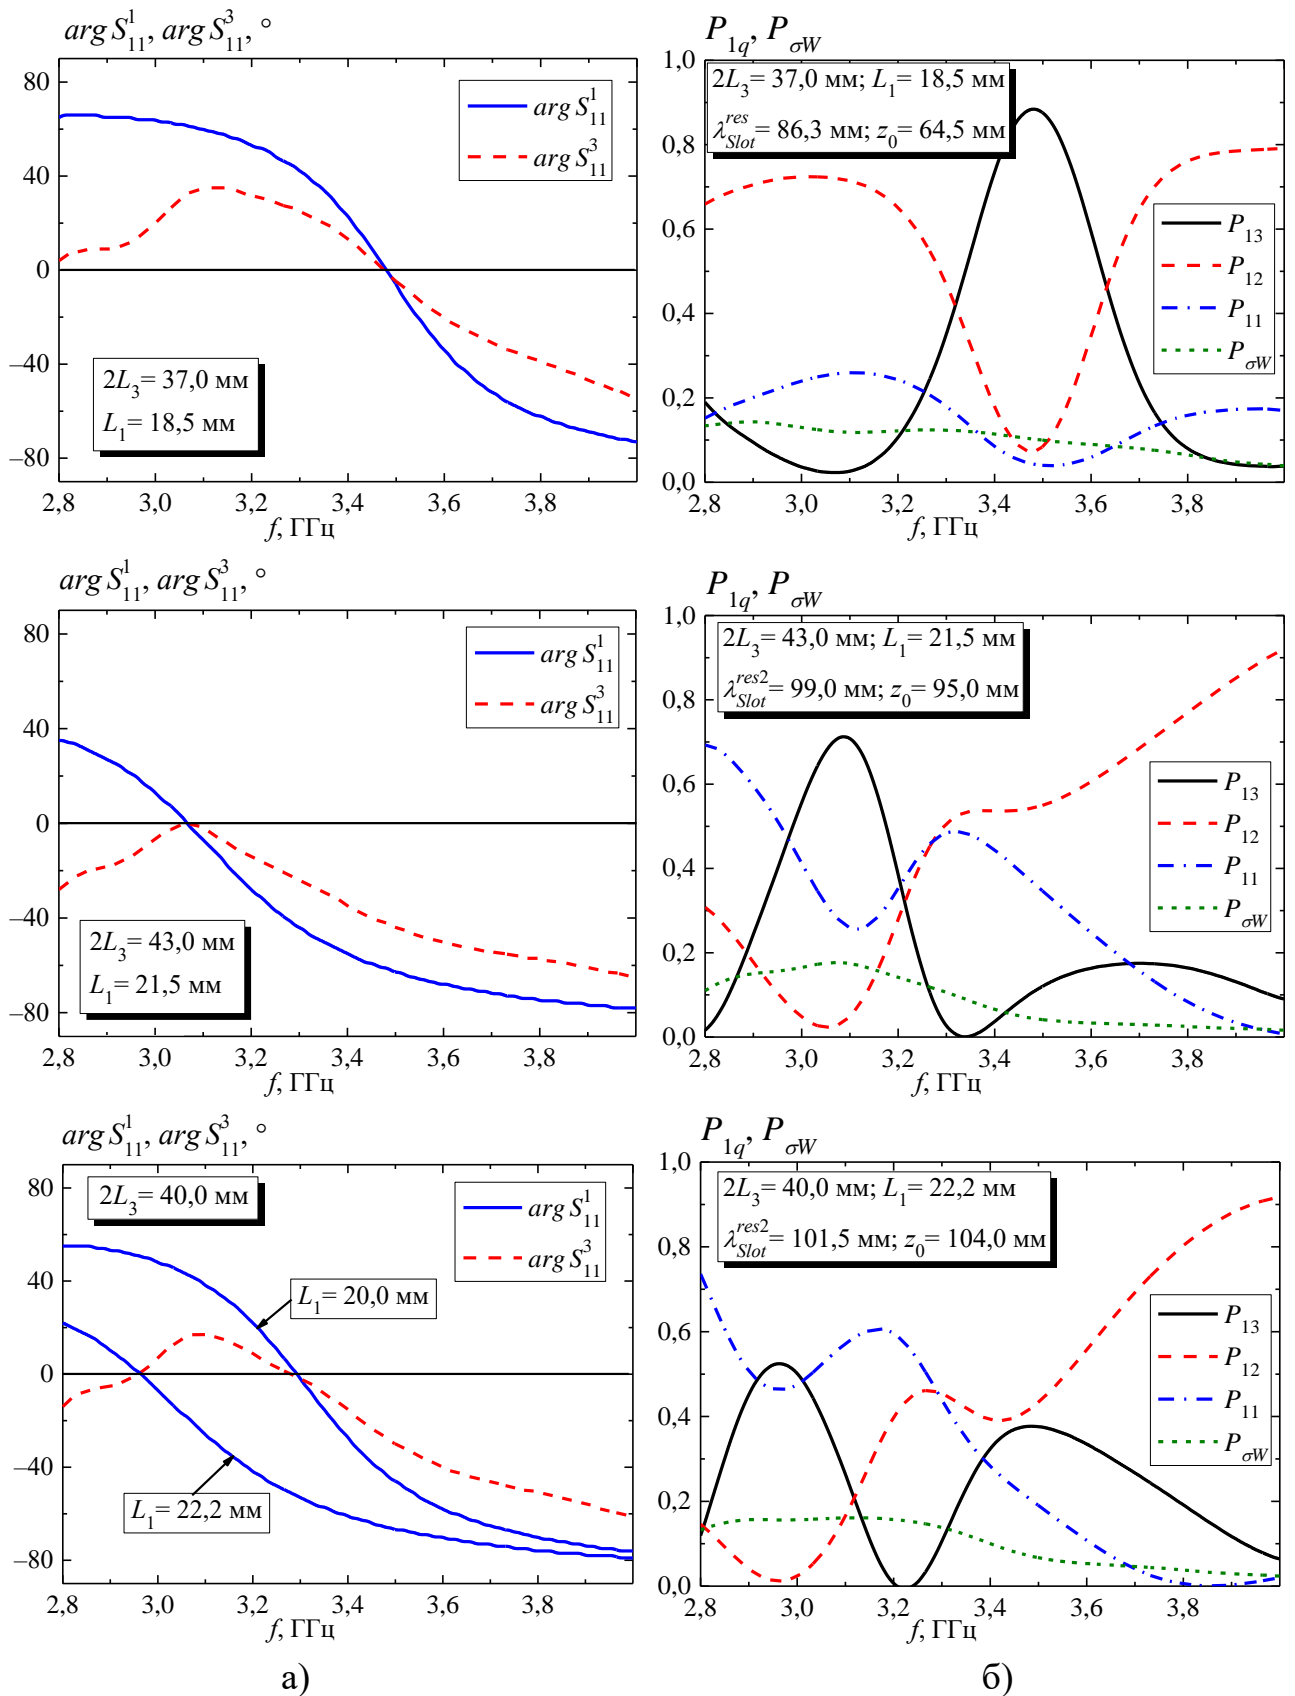 arg S₁₁¹, arg S₁₁³, °
80
40
0
–40
–80
arg S₁₁¹
arg S₁₁³
2L₃= 37,0 мм
L₁= 18,5 мм
2,8 3,0 3,2 3,4 3,6 3,8
f, ГГц
P₁q, PσW
1,0
0,8
0,6
0,4
0,2
0,0
2L₃= 37,0 мм; L₁= 18,5 мм
λ_Slot^res= 86,3 мм; z₀= 64,5 мм
P₁₃
P₁₂
P₁₁
PσW
2,8 3,0 3,2 3,4 3,6 3,8
f, ГГц
arg S₁₁¹, arg S₁₁³, °
80
40
0
–40
–80
arg S₁₁¹
arg S₁₁³
2L₃= 43,0 мм
L₁= 21,5 мм
2,8 3,0 3,2 3,4 3,6 3,8
f, ГГц
P₁q, PσW
1,0
0,8
0,6
0,4
0,2
0,0
2L₃= 43,0 мм; L₁= 21,5 мм
λ_Slot^res2= 99,0 мм; z₀= 95,0 мм
P₁₃
P₁₂
P₁₁
PσW
2,8 3,0 3,2 3,4 3,6 3,8
f, ГГц
arg S₁₁¹, arg S₁₁³, °
80
40
0
–40
–80
2L₃= 40,0 мм
arg S₁₁¹
arg S₁₁³
L₁= 20,0 мм
L₁= 22,2 мм
2,8 3,0 3,2 3,4 3,6 3,8
f, ГГц
P₁q, PσW
1,0
0,8
0,6
0,4
0,2
0,0
2L₃= 40,0 мм; L₁= 22,2 мм
λ_Slot^res2= 101,5 мм; z₀= 104,0 мм
P₁₃
P₁₂
P₁₁
PσW
2,8 3,0 3,2 3,4 3,6 3,8
f, ГГц
а)
б)